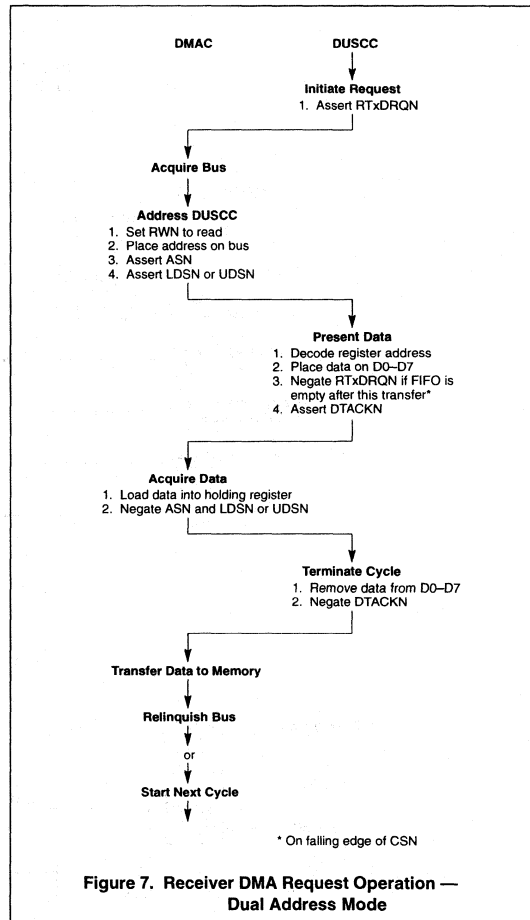 DMAC DUSCC
Initiate Request
1. Assert RTxDRQN
Acquire Bus
Address DUSCC
1. Set RWN to read
2. Place address on bus
3. Assert ASN
4. Assert LDSN or UDSN
Present Data
1. Decode register address
2. Place data on D0–D7
3. Negate RTxDRQN if FIFO is
empty after this transfer*
4. Assert DTACKN
Acquire Data
1. Load data into holding register
2. Negate ASN and LDSN or UDSN
Terminate Cycle
1. Remove data from D0–D7
2. Negate DTACKN
Transfer Data to Memory
Relinquish Bus
or
Start Next Cycle
* On falling edge of CSN
Figure 7. Receiver DMA Request Operation —
Dual Address Mode